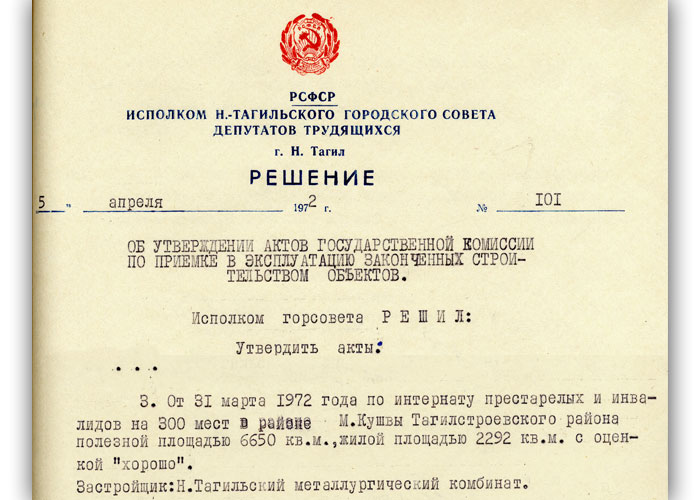 РСФСР
ИСПОЛКОМ Н.-ТАГИЛЬСКОГО ГОРОДСКОГО СОВЕТА
ДЕПУТАТОВ ТРУДЯЩИХСЯ
г. Н. Тагил
РЕШЕНИЕ
5 " апреля 1972 г. № IOI
ОБ УТВЕРЖДЕНИИ АКТОВ ГОСУДАРСТВЕННОЙ КОМИССИИ
ПО ПРИЕМКЕ В ЭКСПЛУАТАЦИЮ ЗАКОНЧЕННЫХ СТРОИ-
ТЕЛЬСТВОМ ОБЪЕКТОВ.
Исполком горсовета Р Е Ш И Л:
Утвердить акты:
. . .
3. От 31 марта 1972 года по интернату престарелых и инва-
лидов на 300 мест в районе М.Кушвы Тагилстроевского района
полезной площадью 6650 кв.м.,жилой площадью 2292 кв.м. с оцен-
кой "хорошо".
Застройщик:Н.Тагильский металлургический комбинат.